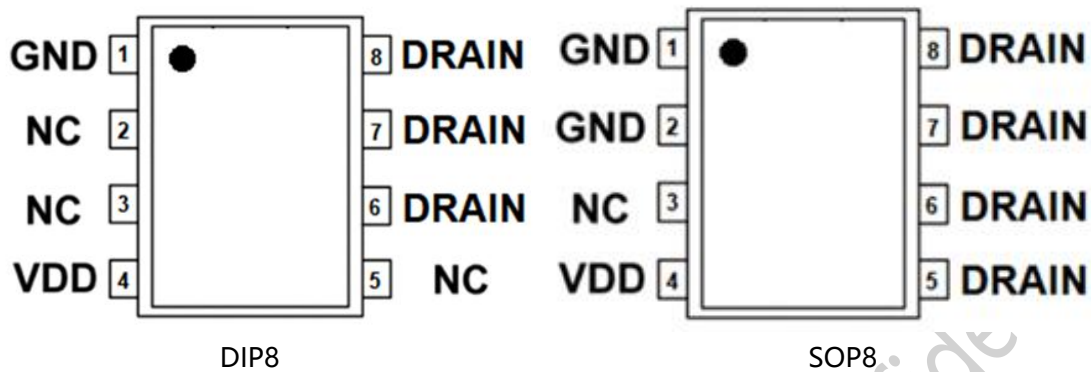 GND 1 8 DRAIN
NC 2 7 DRAIN
NC 3 6 DRAIN
VDD 4 5 NC
DIP8
GND 1 8 DRAIN
GND 2 7 DRAIN
NC 3 6 DRAIN
VDD 4 5 DRAIN
SOP8